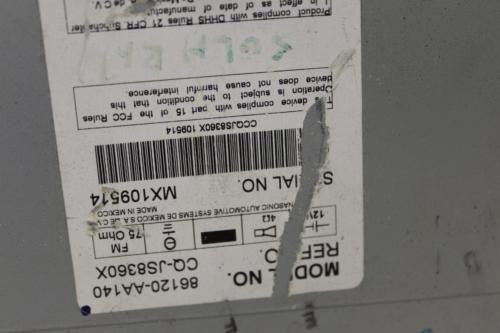 MODEL NO. CQ-JS8360X
REF. NO. 86120-AA140
12V 4Ω FM 75 Ohm
PANASONIC AUTOMOTIVE SYSTEMS DE MEXICO S.A. DE C.V.
MADE IN MEXICO
SERIAL NO. MX109514
CCQJS8360X 109514
device complies with part 15 of the FCC Rules
Operation is subject to the condition that this
device does not cause harmful interference.
Product complies with DHHS Rules 21 CFR Subchapter
in effect as of date of manufacture